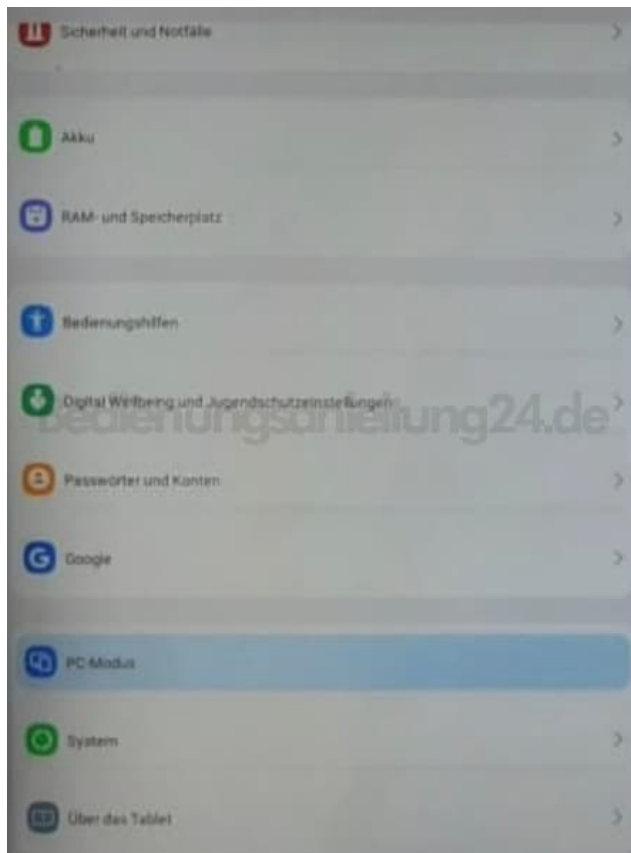 Sicherheit und Notfälle
Akku
RAM- und Speicherplatz
Bedienungshilfen
Digital Wellbeing und Jugendschutzeinstellungen
Bedienungsanleitung24.de
Passwörter und Konten
Google
PC-Modus
System
Über das Tablet